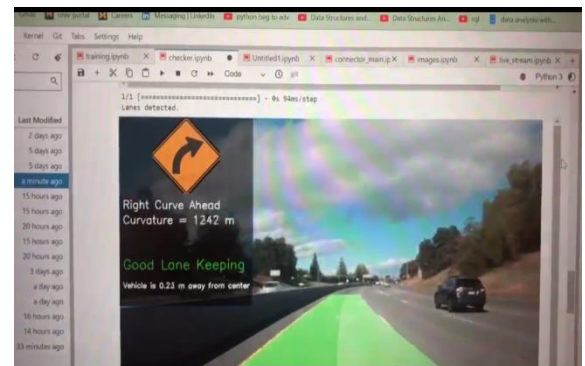 umr portal
Careers
Messaging | LinkedIn
python beg to adv
Data Structures and...
Data Structures An...
sql
data analysis with...
Kernel Git Tabs Settings Help
training.ipynb
checker.ipynb
Untitled1.ipynb
connector_main.ip
images.ipynb
live_stream.ipynb
Code
git
Python 3
1/1 [==============================] - 0s 94ms/step
Lanes detected.
Last Modified
2 days ago
5 days ago
5 days ago
a minute ago
15 hours ago
15 hours ago
20 hours ago
15 hours ago
20 hours ago
3 days ago
a day ago
a day ago
16 hours ago
14 hours ago
33 minutes ago
Right Curve Ahead
Curvature = 1242 m
Good Lane Keeping
Vehicle is 0.23 m away from center